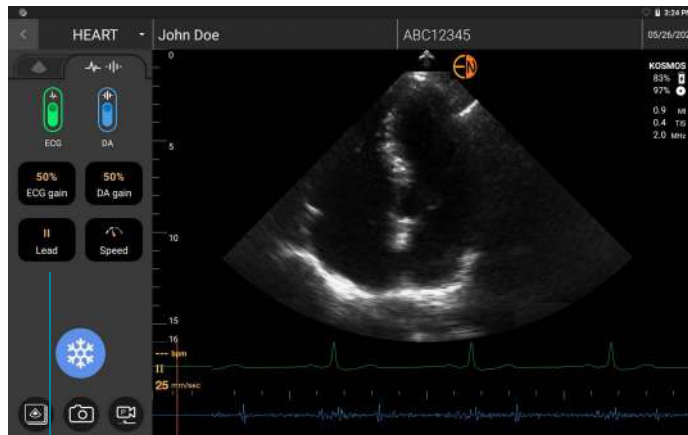 3:24 PM
HEART
John Doe
ABC12345
05/26/202
KOSMOS
83%
97%
0.9 MI
0.4 TIS
2.0 MHz
ECG
DA
50%
ECG gain
50%
DA gain
II
Lead
Speed
0
5
10
15
16
--- bpm
II
25 mm/sec